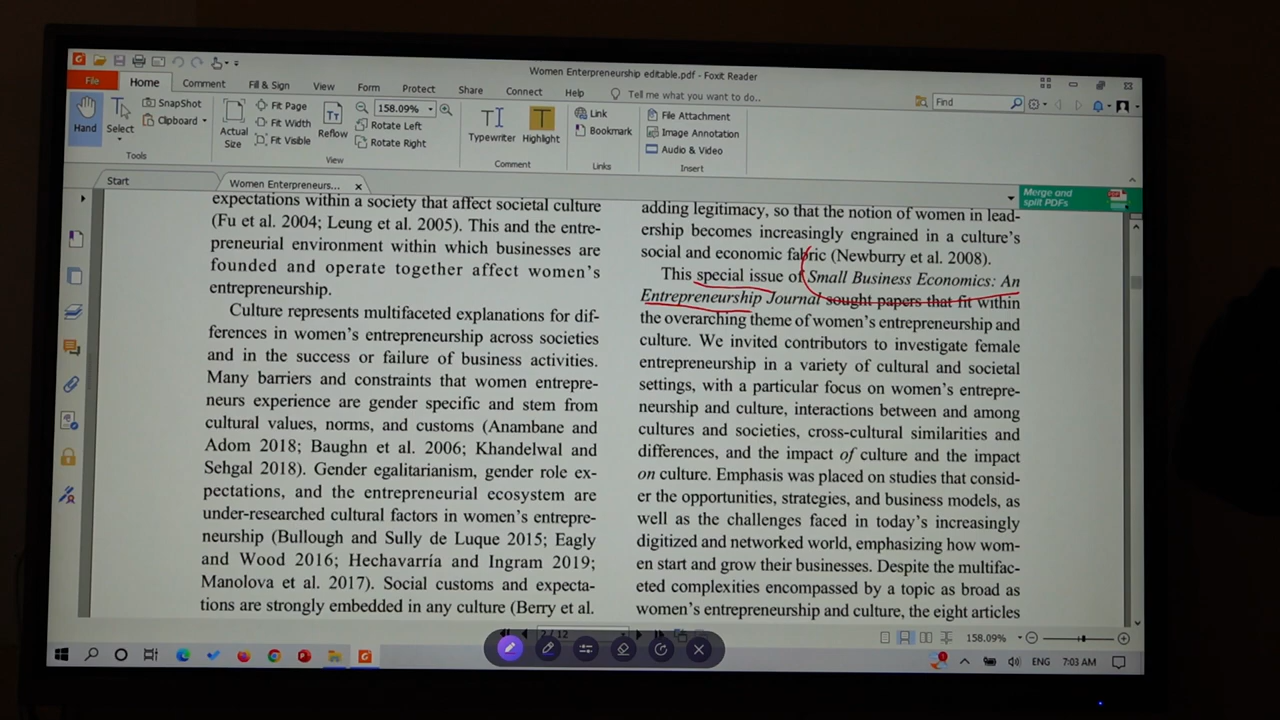 Women Enterpreneurship editable.pdf - Foxit Reader
File
Home
Comment
Fill & Sign
View
Form
Protect
Share
Connect
Help
Tell me what you want to do..
Find
Hand
Select
SnapShot
Clipboard
Tools
Actual
Size
Fit Page
Fit Width
Fit Visible
Reflow
158.09%
Rotate Left
Rotate Right
View
Typewriter
Highlight
Comment
Link
Bookmark
Links
File Attachment
Image Annotation
Audio & Video
Insert
Start
Women Enterpreneurs...
Merge and
split PDFs
expectations within a society that affect societal culture
(Fu et al. 2004; Leung et al. 2005). This and the entre-
preneurial environment within which businesses are
founded and operate together affect women's
entrepreneurship.
Culture represents multifaceted explanations for dif-
ferences in women's entrepreneurship across societies
and in the success or failure of business activities.
Many barriers and constraints that women entrepre-
neurs experience are gender specific and stem from
cultural values, norms, and customs (Anambane and
Adom 2018; Baughn et al. 2006; Khandelwal and
Sehgal 2018). Gender egalitarianism, gender role ex-
pectations, and the entrepreneurial ecosystem are
under-researched cultural factors in women's entrepre-
neurship (Bullough and Sully de Luque 2015; Eagly
and Wood 2016; Hechavarría and Ingram 2019;
Manolova et al. 2017). Social customs and expecta-
tions are strongly embedded in any culture (Berry et al.
adding legitimacy, so that the notion of women in lead-
ership becomes increasingly engrained in a culture's
social and economic fabric (Newburry et al. 2008).
This special issue of Small Business Economics: An
Entrepreneurship Journal sought papers that fit within
the overarching theme of women's entrepreneurship and
culture. We invited contributors to investigate female
entrepreneurship in a variety of cultural and societal
settings, with a particular focus on women's entrepre-
neurship and culture, interactions between and among
cultures and societies, cross-cultural similarities and
differences, and the impact of culture and the impact
on culture. Emphasis was placed on studies that consid-
er the opportunities, strategies, and business models, as
well as the challenges faced in today's increasingly
digitized and networked world, emphasizing how wom-
en start and grow their businesses. Despite the multifac-
eted complexities encompassed by a topic as broad as
women's entrepreneurship and culture, the eight articles
2 / 12
158.09%
ENG
7:03 AM